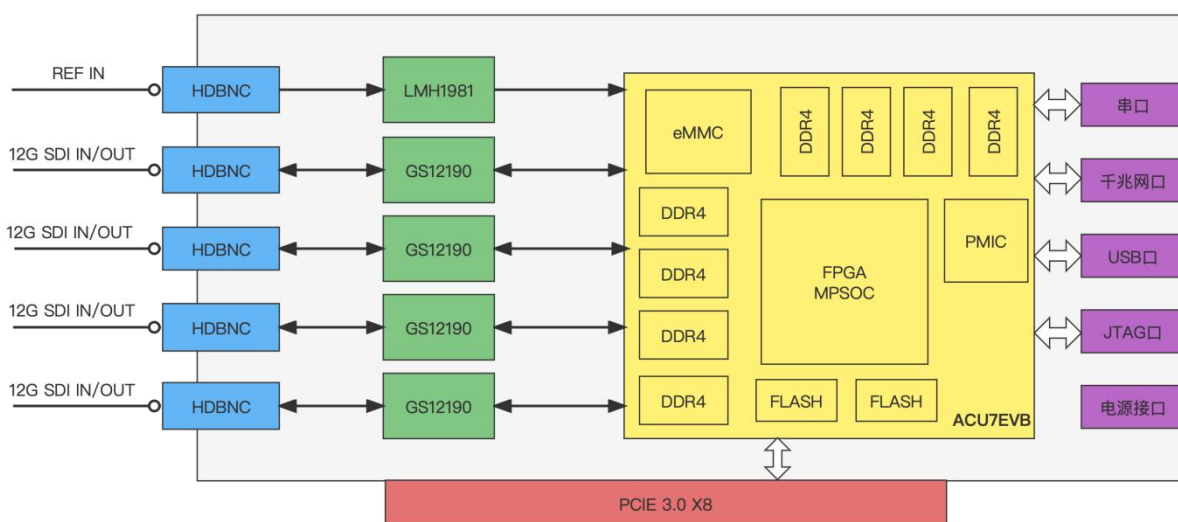 REF IN
HDBNC
LMH1981
12G SDI IN/OUT
HDBNC
GS12190
12G SDI IN/OUT
HDBNC
GS12190
12G SDI IN/OUT
HDBNC
GS12190
12G SDI IN/OUT
HDBNC
GS12190
eMMC
DDR4
DDR4
DDR4
DDR4
DDR4
DDR4
DDR4
DDR4
FPGA
MPSOC
PMIC
FLASH
FLASH
ACU7EVB
串口
千兆网口
USB口
JTAG口
电源接口
PCIE 3.0 X8